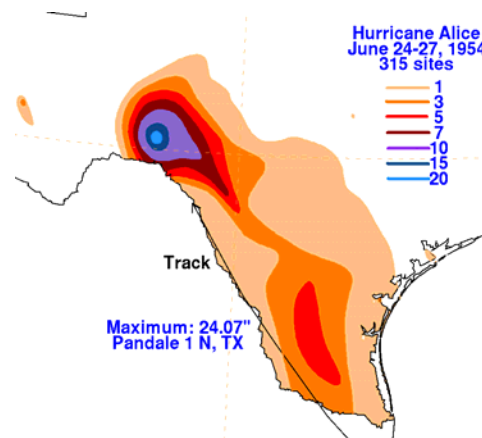 Hurricane Alice
June 24-27, 1954
315 sites
1
3
5
7
10
15
20
Track
Maximum: 24.07"
Pandale 1 N, TX